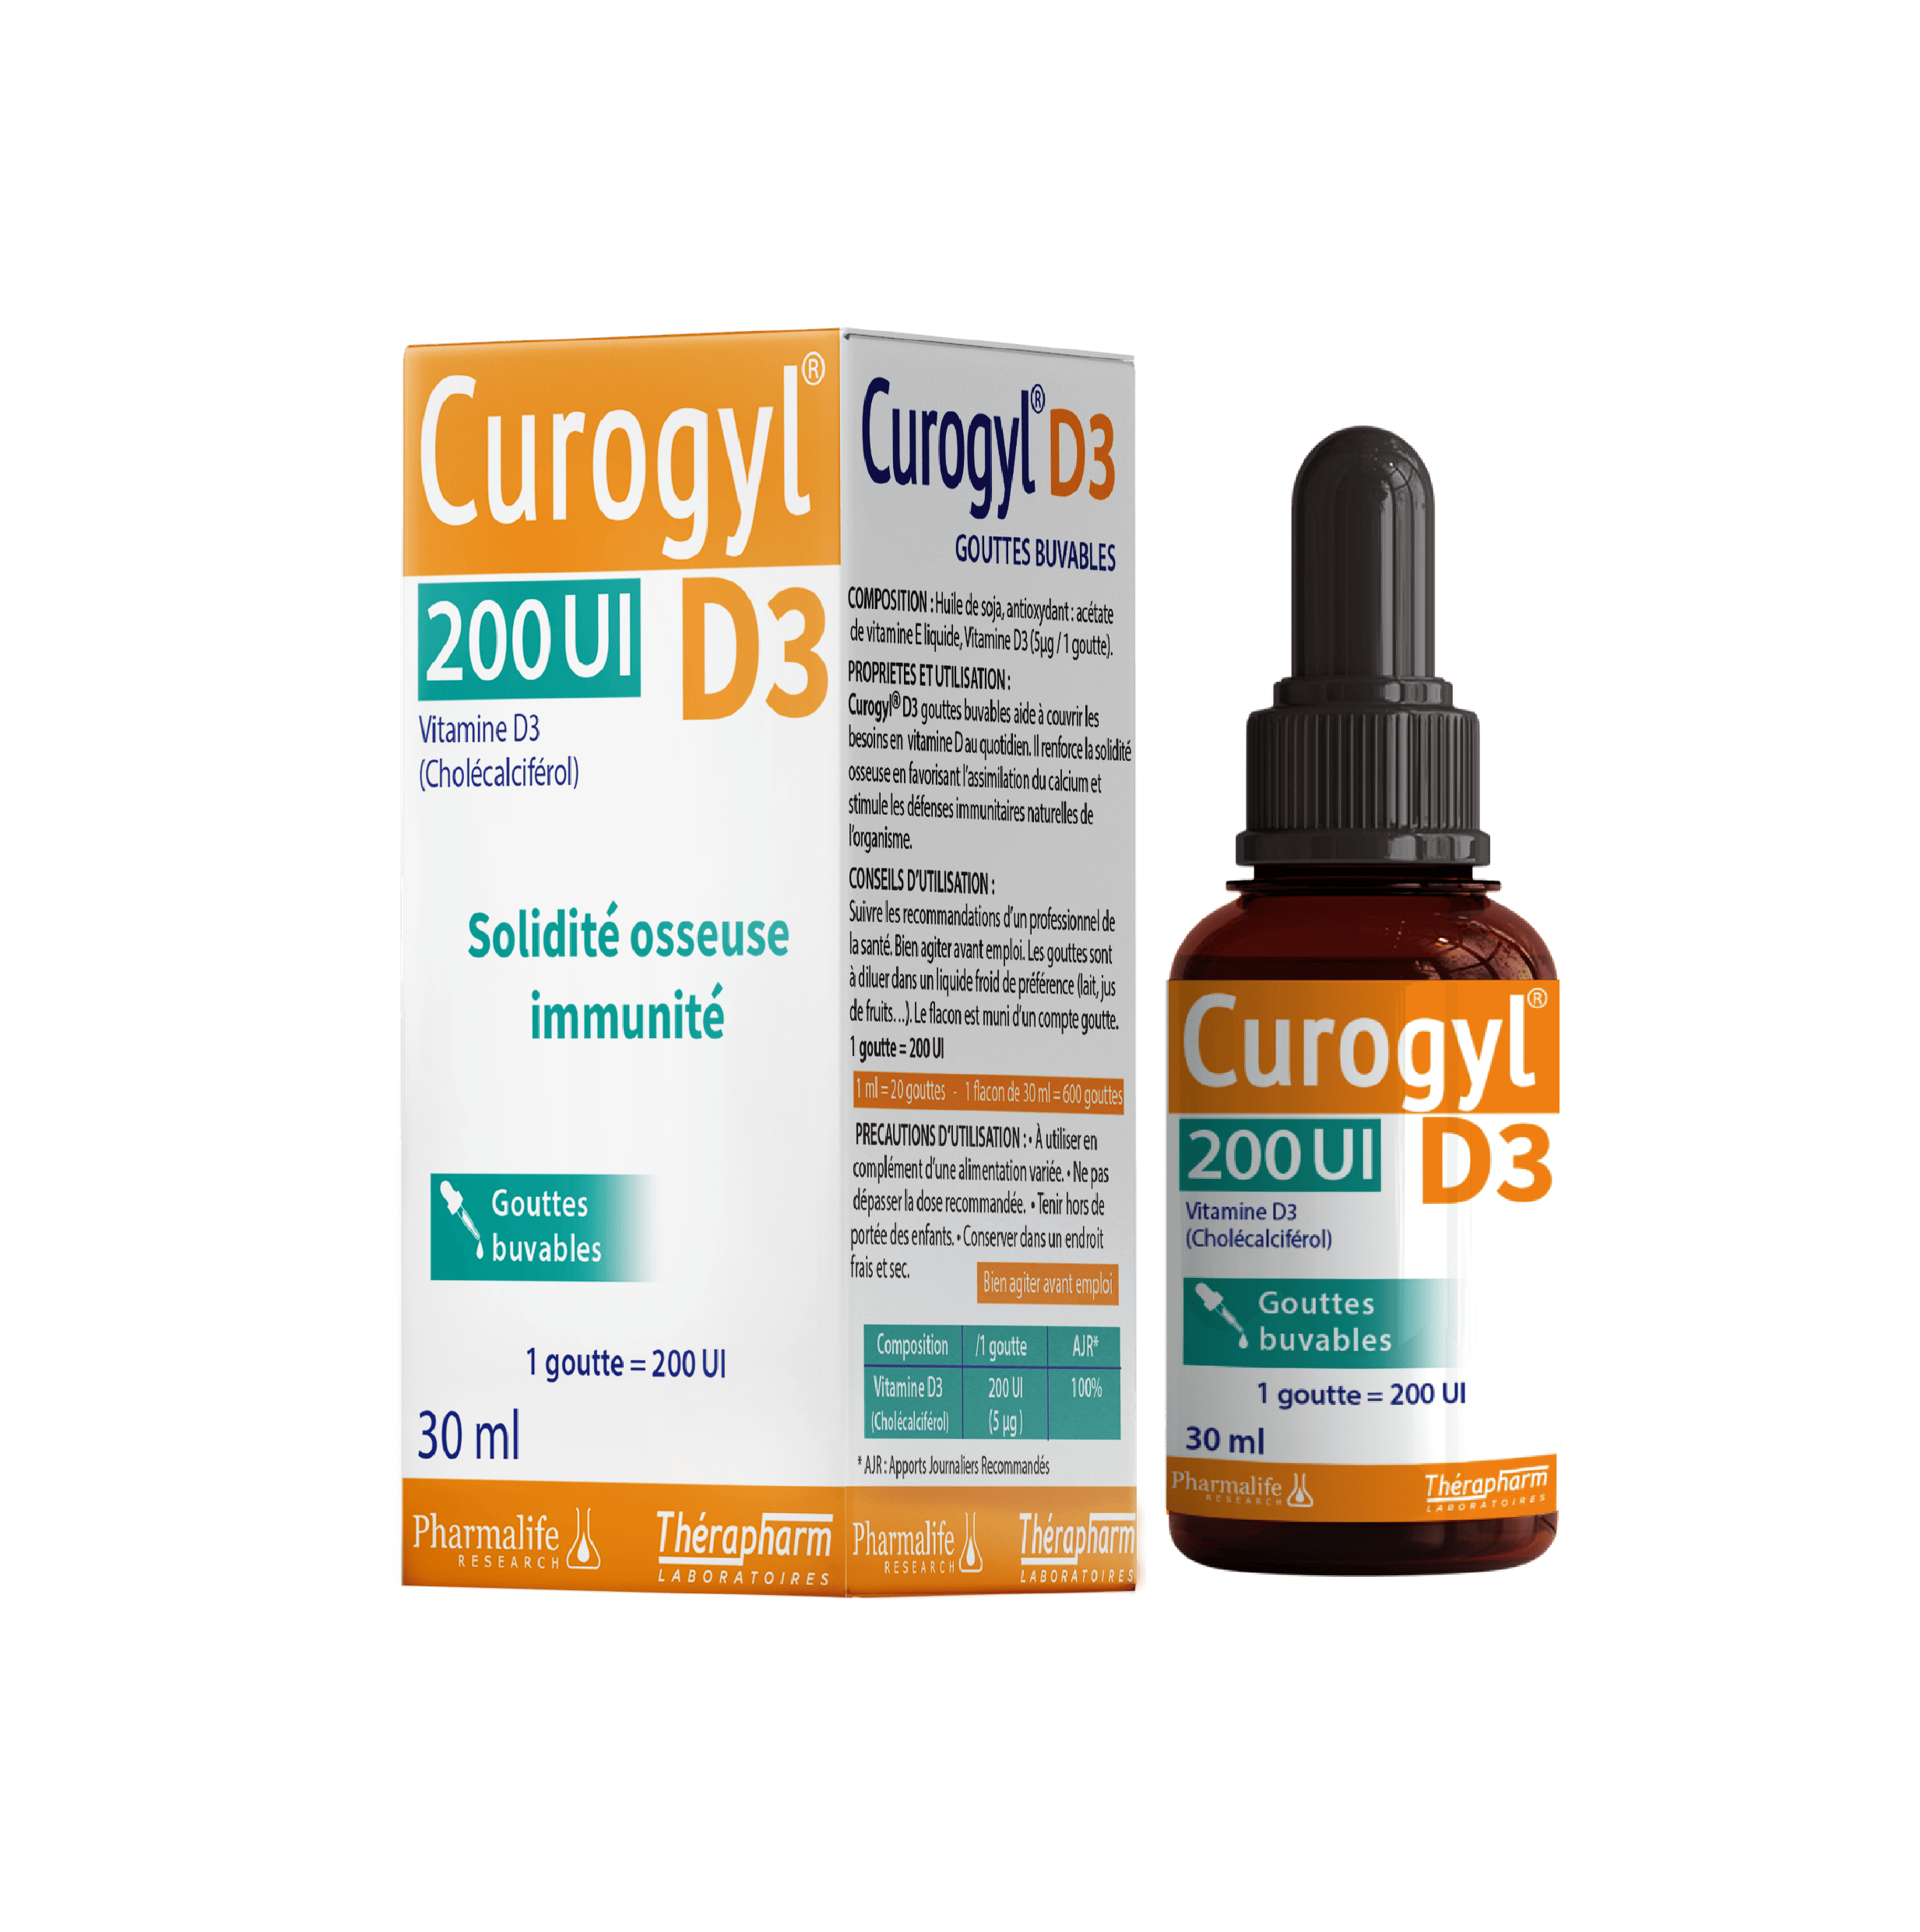 Curogyl®
200 UI D3
Vitamine D3
(Cholécalciférol)
Solidité osseuse
immunité
Gouttes
buvables
1 goutte = 200 UI
30 ml
Pharmalife
RESEARCH
Thérapharm
LABORATOIRES
Curogyl® D3
GOUTTES BUVABLES
COMPOSITION : Huile de soja, antioxydant : acétate
de vitamine E liquide, Vitamine D3 (5µg / 1 goutte).
PROPRIETES ET UTILISATION :
Curogyl® D3 gouttes buvables aide à couvrir les
besoins en vitamine D au quotidien. Il renforce la solidité
osseuse en favorisant l'assimilation du calcium et
stimule les défenses immunitaires naturelles de
l'organisme.
CONSEILS D'UTILISATION :
Suivre les recommandations d'un professionnel de
la santé. Bien agiter avant emploi. Les gouttes sont
à diluer dans un liquide froid de préférence (lait, jus
de fruits...). Le flacon est muni d'un compte goutte.
1 goutte = 200 UI
1 ml = 20 gouttes - 1 flacon de 30 ml = 600 gouttes
PRECAUTIONS D'UTILISATION : • À utiliser en
complément d'une alimentation variée. • Ne pas
dépasser la dose recommandée. • Tenir hors de
portée des enfants. • Conserver dans un endroit
frais et sec.
Bien agiter avant emploi
Composition /1 goutte AJR*
Vitamine D3 200 UI 100%
(Cholécalciférol) (5 µg )
* AJR : Apports Journaliers Recommandés
Pharmalife
RESEARCH
Thérapharm
LABORATOIRES
Curogyl®
200 UI D3
Vitamine D3
(Cholécalciférol)
Gouttes
buvables
1 goutte = 200 UI
30 ml
Pharmalife
RESEARCH
Thérapharm
LABORATOIRES